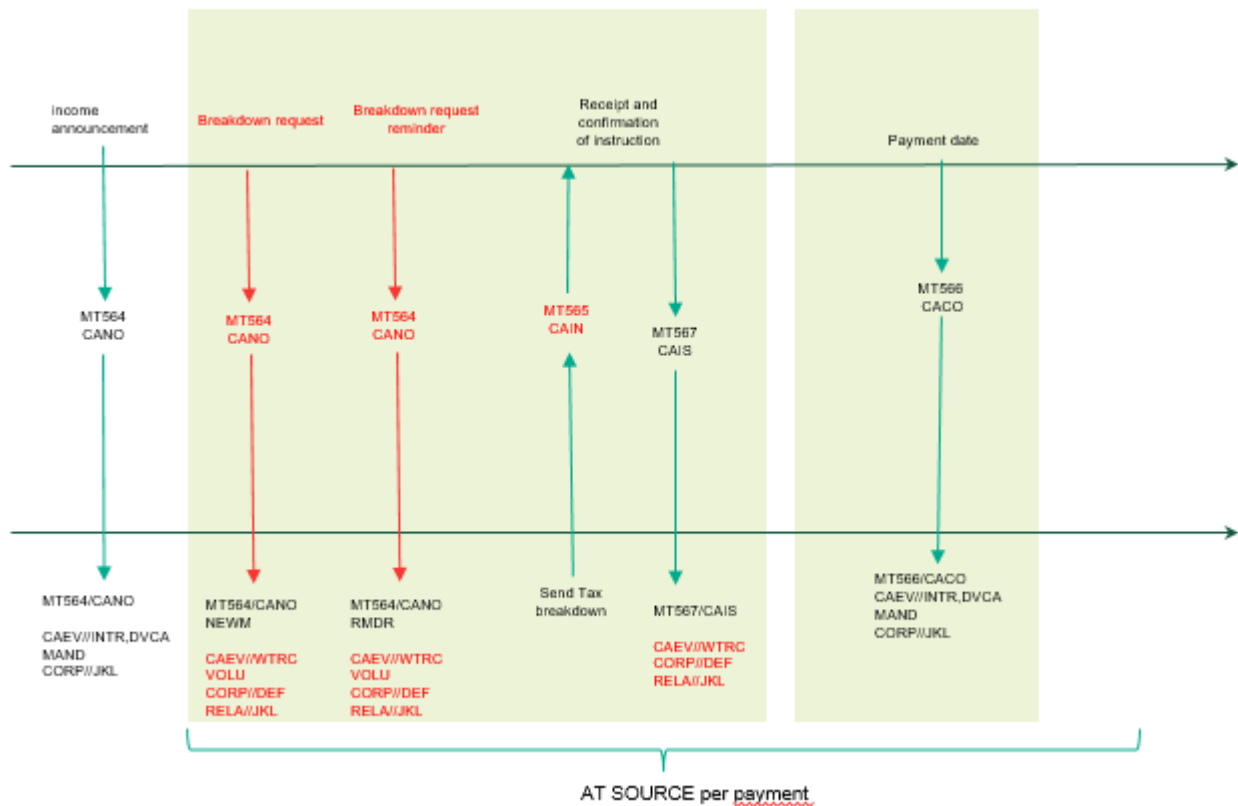 income
announcement
Breakdown request
Breakdown request
reminder
Receipt and
confirmation
of instruction
Payment date
MT564
CANO
MT564
CANO
MT564
CANO
MT565
CAIN
MT567
CAIS
MT566
CACO
MT564/CANO
CAEV//INTR,DVCA
MAND
CORP//JKL
MT564/CANO
NEWM
CAEV//WTRC
VOLU
CORP//DEF
RELA//JKL
MT564/CANO
RMDR
CAEV//WTRC
VOLU
CORP//DEF
RELA//JKL
Send Tax
breakdown
MT567/CAIS
CAEV//WTRC
CORP//DEF
RELA//JKL
MT566/CACO
CAEV//INTR,DVCA
MAND
CORP//JKL
AT SOURCE per payment